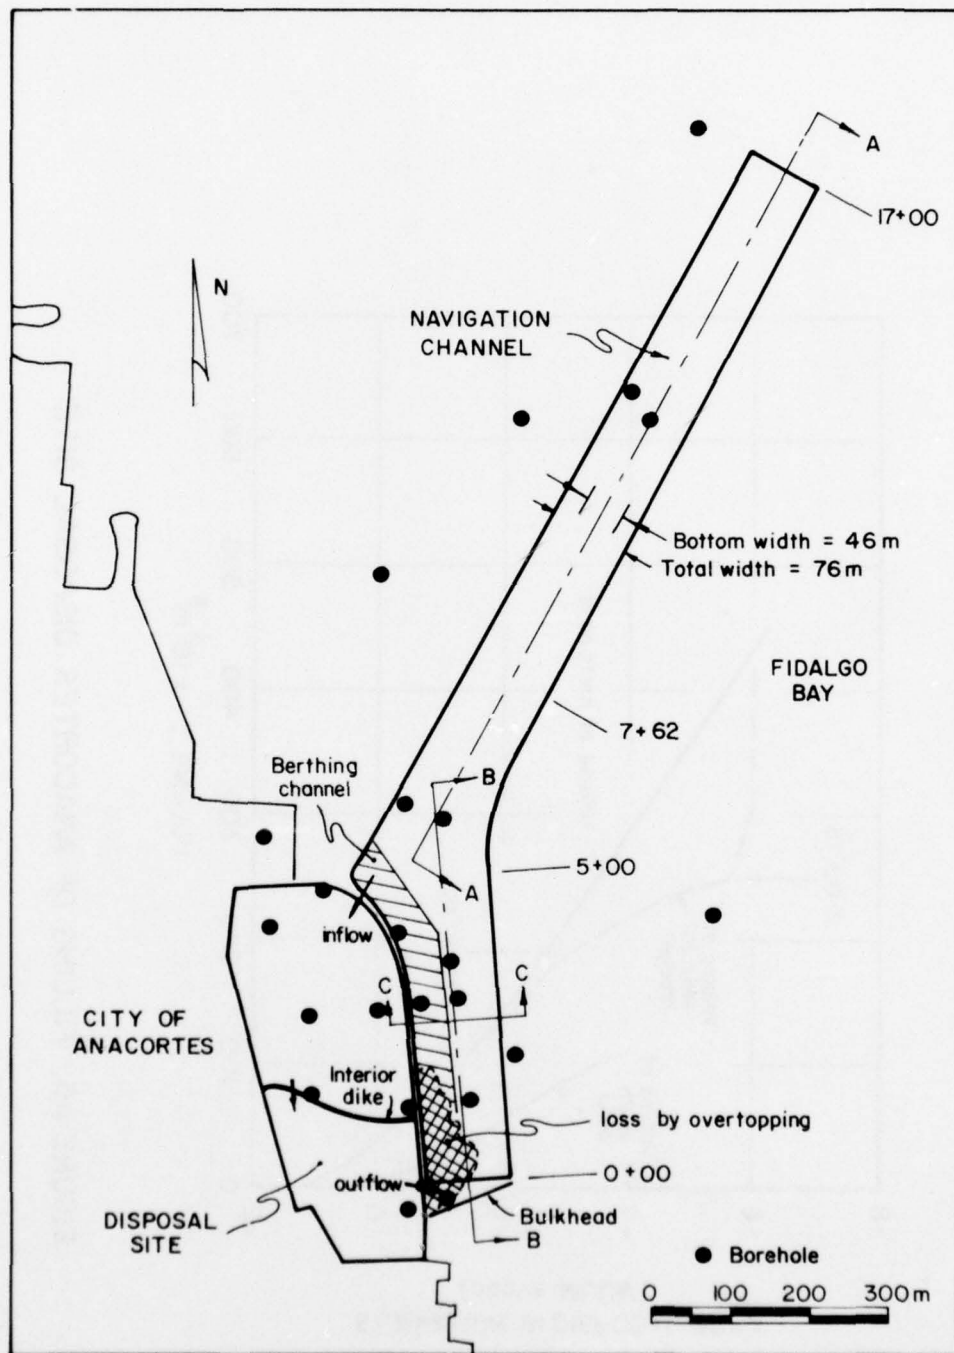 A
17+00
N
NAVIGATION
CHANNEL
Bottom width = 46 m
Total width = 76 m
FIDALGO
BAY
7+62
Berthing
channel
B
5+00
A
inflow
C
C
CITY OF
ANACORTES
Interior
dike
loss by overtopping
outflow
0+00
DISPOSAL
SITE
Bulkhead
B
Borehole
0 100 200 300 m